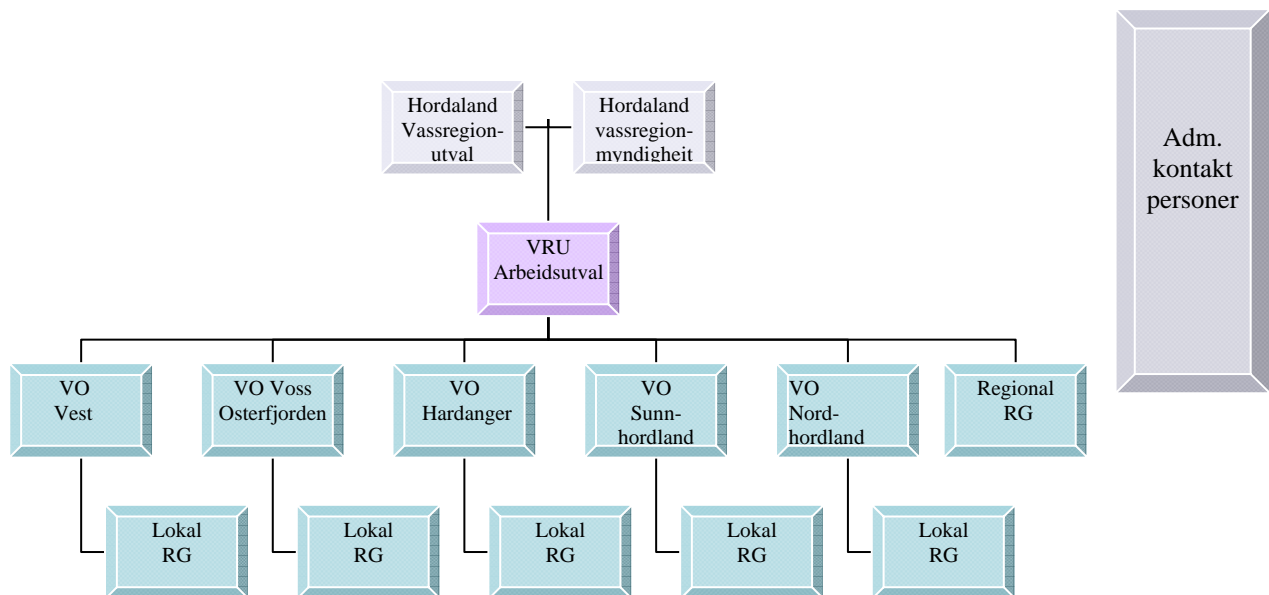 Hordaland
Vassregion-
utval
Hordaland
vassregion-
myndigheit
Adm.
kontakt
personer
VRU
Arbeidsutval
VO
Vest
VO Voss
Osterfjorden
VO
Hardanger
VO
Sunn-
hordland
VO
Nord-
hordland
Regional
RG
Lokal
RG
Lokal
RG
Lokal
RG
Lokal
RG
Lokal
RG